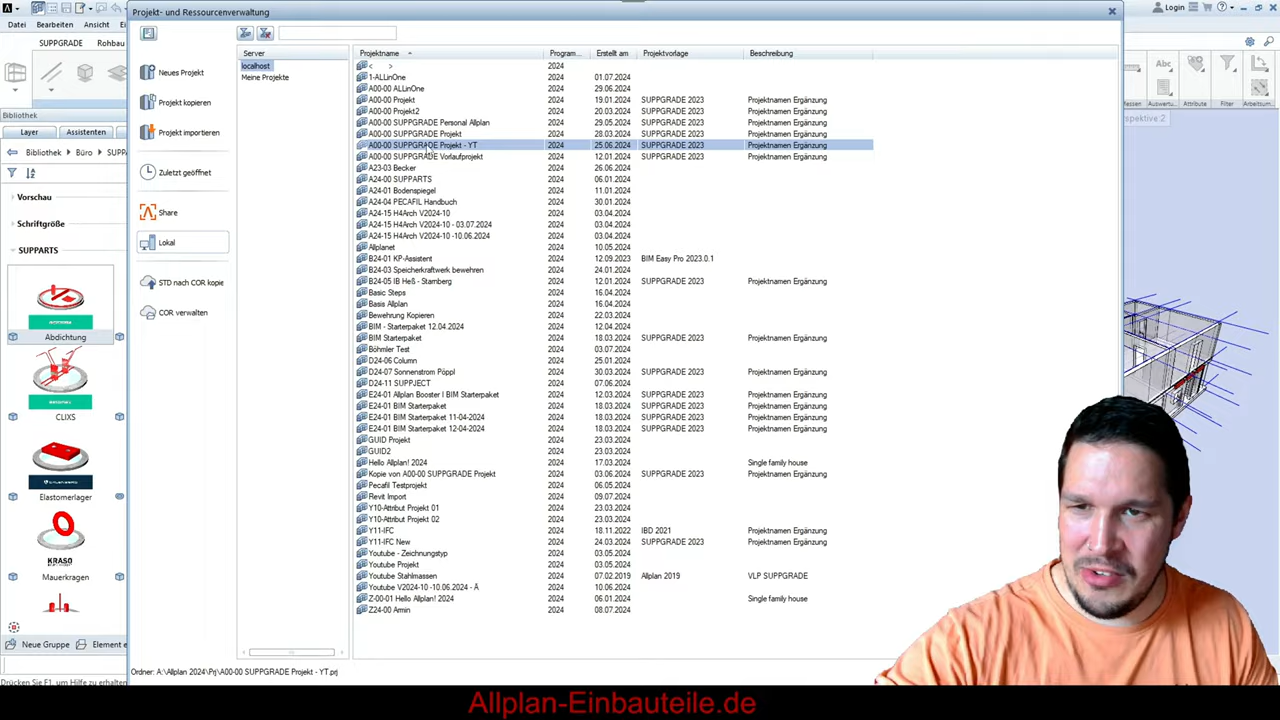 Projekt- und Ressourcenverwaltung
Login
Datei Bearbeiten Ansicht
SUPPGRADE Rohbau
Bibliothek
Layer Assistenten
Bibliothek Büro SUPP
Vorschau
Schriftgröße
SUPPARTS
Abdichtung
CLIXS
Elastomerlager
KRASO
Mauerkragen
Neue Gruppe Element e
Drücken Sie F1, um Hilfe zu erhalten
Neues Projekt
Projekt kopieren
Projekt importieren
Zuletzt geöffnet
Share
Lokal
STD nach COR kopie
COR verwalten
Server
localhost
Meine Projekte
Projektname Program... Erstellt am Projektvorlage Beschreibung
< > 2024
1-ALLinOne 2024 01.07.2024
A00-00 ALLinOne 2024 29.06.2024
A00-00 Projekt 2024 19.01.2024 SUPPGRADE 2023 Projektnamen Ergänzung
A00-00 Projekt2 2024 20.03.2024 SUPPGRADE 2023 Projektnamen Ergänzung
A00-00 SUPPGRADE Personal Allplan 2024 29.05.2024 SUPPGRADE 2023 Projektnamen Ergänzung
A00-00 SUPPGRADE Projekt 2024 28.03.2024 SUPPGRADE 2023 Projektnamen Ergänzung
A00-00 SUPPGRADE Projekt - YT 2024 25.06.2024 SUPPGRADE 2023 Projektnamen Ergänzung
A00-00 SUPPGRADE Vorlaufprojekt 2024 12.01.2024 SUPPGRADE 2023 Projektnamen Ergänzung
A23-03 Becker 2024 26.06.2024
A24-00 SUPPARTS 2024 06.01.2024
A24-01 Bodenspiegel 2024 11.01.2024
A24-04 PECAFIL Handbuch 2024 30.01.2024
A24-15 H4Arch V2024-10 2024 03.04.2024
A24-15 H4Arch V2024-10 - 03.07.2024 2024 03.04.2024
A24-15 H4Arch V2024-10 -10.06.2024 2024 03.04.2024
Allplanet 2024 10.05.2024
B24-01 KP-Assistent 2024 12.09.2023 BIM Easy Pro 2023.0.1
B24-03 Speicherkraftwerk bewehren 2024 24.01.2024
B24-05 IB Heß - Starnberg 2024 12.01.2024 SUPPGRADE 2023 Projektnamen Ergänzung
Basic Steps 2024 16.04.2024
Basis Allplan 2024 16.04.2024
Bewehrung Kopieren 2024 22.03.2024
BIM - Starterpaket 12.04.2024 2024 12.04.2024
BIM Starterpaket 2024 18.03.2024 SUPPGRADE 2023 Projektnamen Ergänzung
Böhmler Test 2024 03.07.2024
D24-06 Column 2024 25.01.2024
D24-07 Sonnenstrom Pöppl 2024 30.03.2024 SUPPGRADE 2023 Projektnamen Ergänzung
D24-11 SUPPJECT 2024 07.06.2024
E24-01 Allplan Booster I BIM Starterpaket 2024 18.03.2024 SUPPGRADE 2023 Projektnamen Ergänzung
E24-01 BIM Starterpaket 2024 18.03.2024 SUPPGRADE 2023 Projektnamen Ergänzung
E24-01 BIM Starterpaket 11-04-2024 2024 18.03.2024 SUPPGRADE 2023 Projektnamen Ergänzung
E24-01 BIM Starterpaket 12-04-2024 2024 18.03.2024 SUPPGRADE 2023 Projektnamen Ergänzung
GUID Projekt 2024 23.03.2024
GUID2 2024 23.03.2024
Hello Allplan! 2024 2024 17.03.2024 Single family house
Kopie von A00-00 SUPPGRADE Projekt 2024 03.06.2024 SUPPGRADE 2023 Projektnamen Ergänzung
Pecafil Testprojekt 2024 06.05.2024
Revit Import 2024 09.07.2024
Y10-Attribut Projekt 01 2024 23.03.2024
Y10-Attribut Projekt 02 2024 23.03.2024
Y11-IFC 2024 18.11.2022 IBD 2021 Projektnamen Ergänzung
Y11-IFC New 2024 24.03.2024 SUPPGRADE 2023 Projektnamen Ergänzung
Youtube - Zeichnungstyp 2024 03.05.2024
Youtube Projekt 2024 03.05.2024
Youtube Stahlmassen 2024 07.02.2019 Allplan 2019 VLP SUPPGRADE
Youtube V2024-10 -10.06.2024 - Ä 2024 10.06.2024
Z-00-01 Hello Allplan! 2024 2024 06.01.2024 Single family house
Z24-00 Armin 2024 08.07.2024
Ordner: A:\Allplan 2024\Prj\A00-00 SUPPGRADE Projekt - YT.prj
Messen Auswert... Attribute Filter Arbeitsum...
Abc
erspektive:2
Allplan-Einbauteile.de